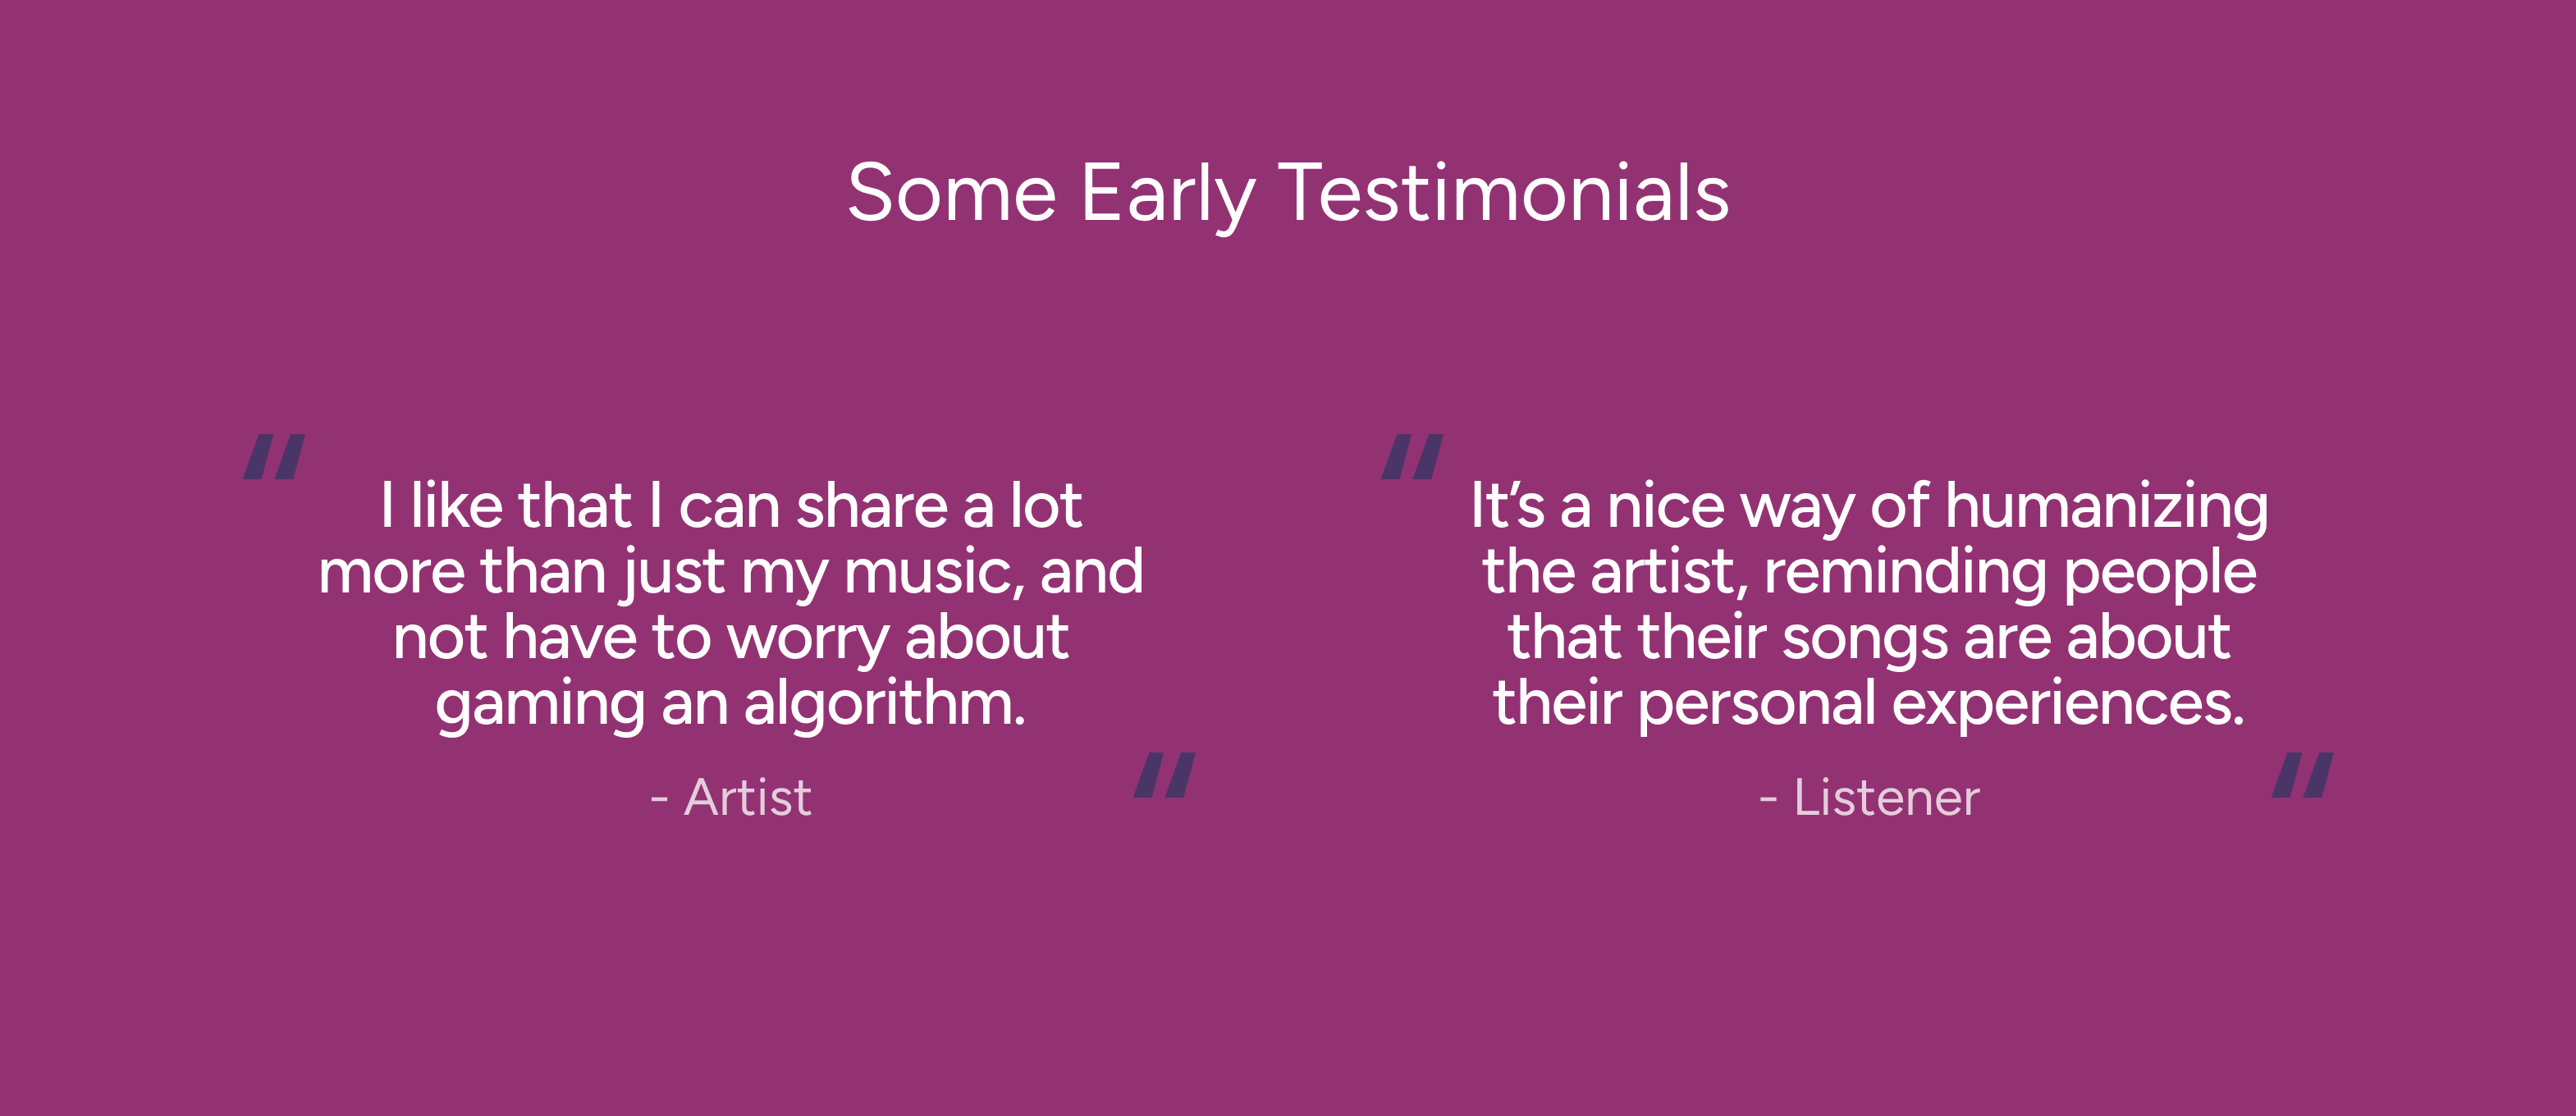 Some Early Testimonials
“
I like that I can share a lot
more than just my music, and
not have to worry about
gaming an algorithm.
- Artist
“
“
It’s a nice way of humanizing
the artist, reminding people
that their songs are about
their personal experiences.
- Listener
“